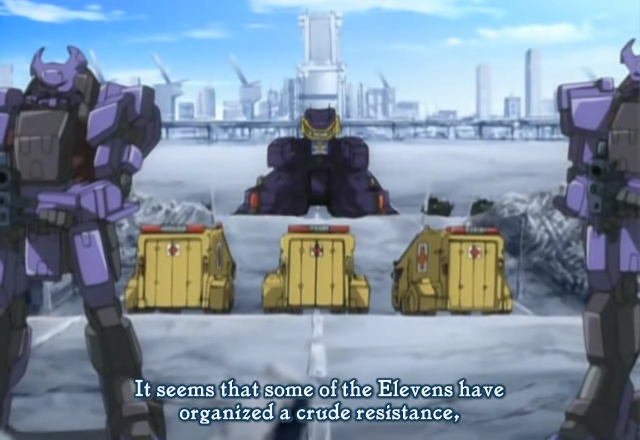 It seems that some of the Elevens have
organized a crude resistance,